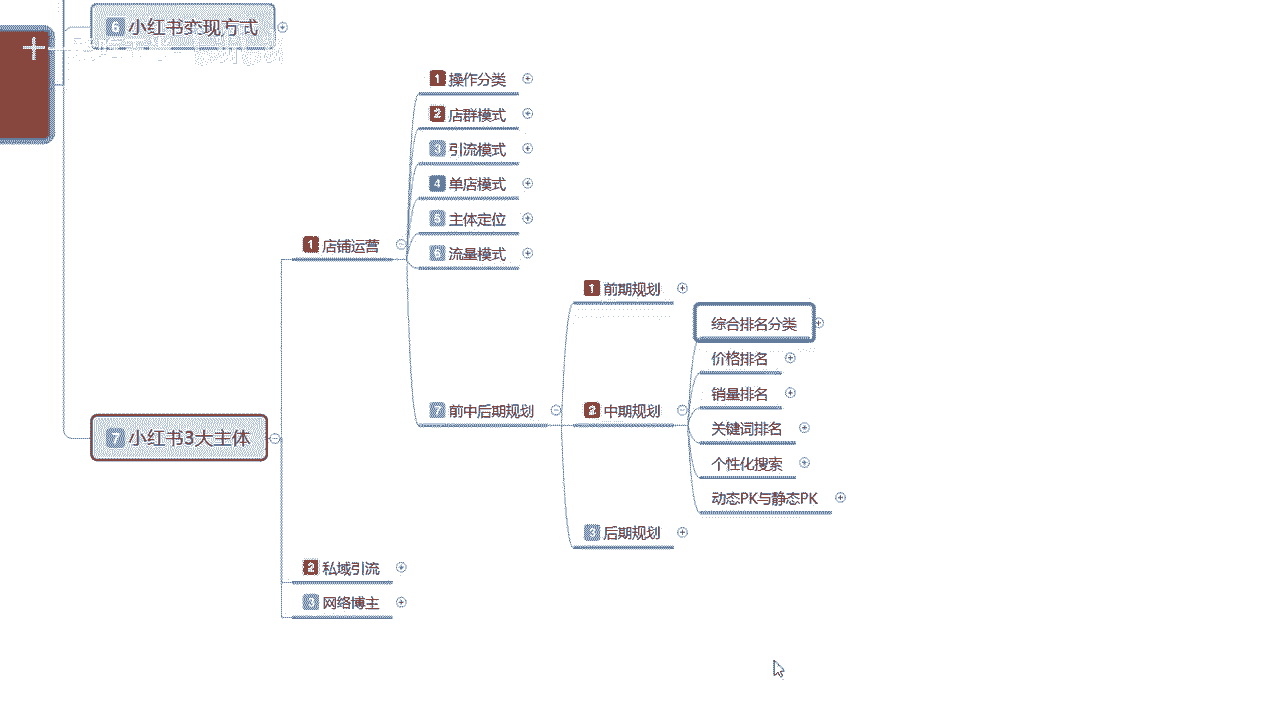 6 小红书变现方式
1 操作分类
2 店群模式
3 引流模式
4 单店模式
5 主体定位
1 店铺运营
6 流量模式
1 前期规划
综合排名分类
价格排名
销量排名
7 前中后期规划
2 中期规划
关键词排名
7 小红书3大主体
个性化搜索
动态PK与静态PK
3 后期规划
2 私域引流
3 网络博主